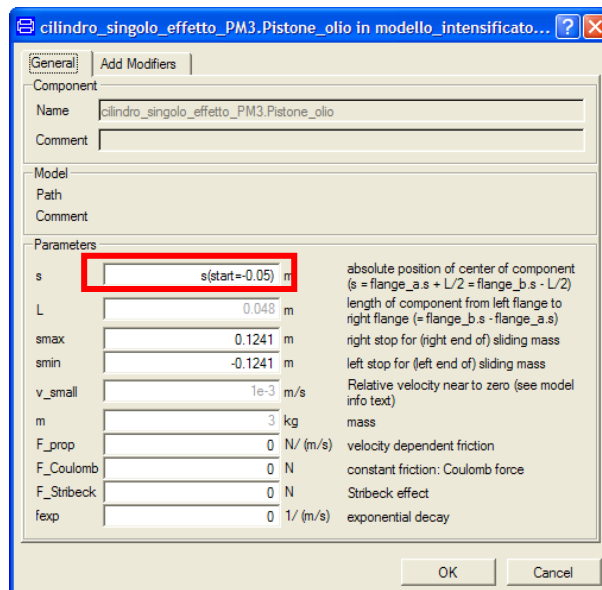 cilindro_singolo_effetto_PM3.Pistone_olio in modello_intensificato...
General Add Modifiers
Component
Name cilindro_singolo_effetto_PM3.Pistone_olio
Comment
Model
Path
Comment
Parameters
s s(start=-0.05) m absolute position of center of component
(s = flange_a.s + L/2 = flange_b.s - L/2)
L 0.048 m length of component from left flange to
right flange (= flange_b.s - flange_a.s)
smax 0.1241 m right stop for (right end of) sliding mass
smin -0.1241 m left stop for (left end of) sliding mass
v_small 1e-3 m/s Relative velocity near to zero (see model
info text)
m 3 kg mass
F_prop 0 N/ (m/s) velocity dependent friction
F_Coulomb 0 N constant friction: Coulomb force
F_Stribeck 0 N Stribeck effect
fexp 0 1/ (m/s) exponential decay
OK Cancel